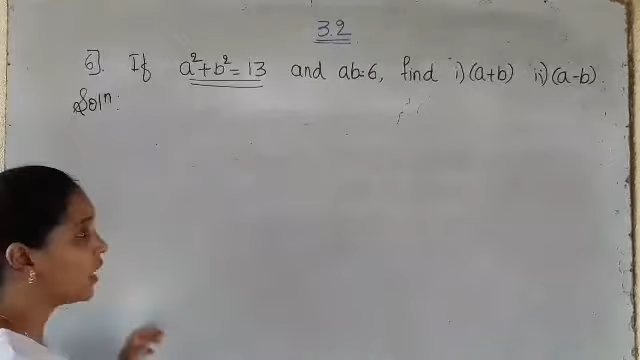 3.2
6]. If a²+b²=13 and ab=6, find i)(a+b) ii)(a-b)
Solⁿ: